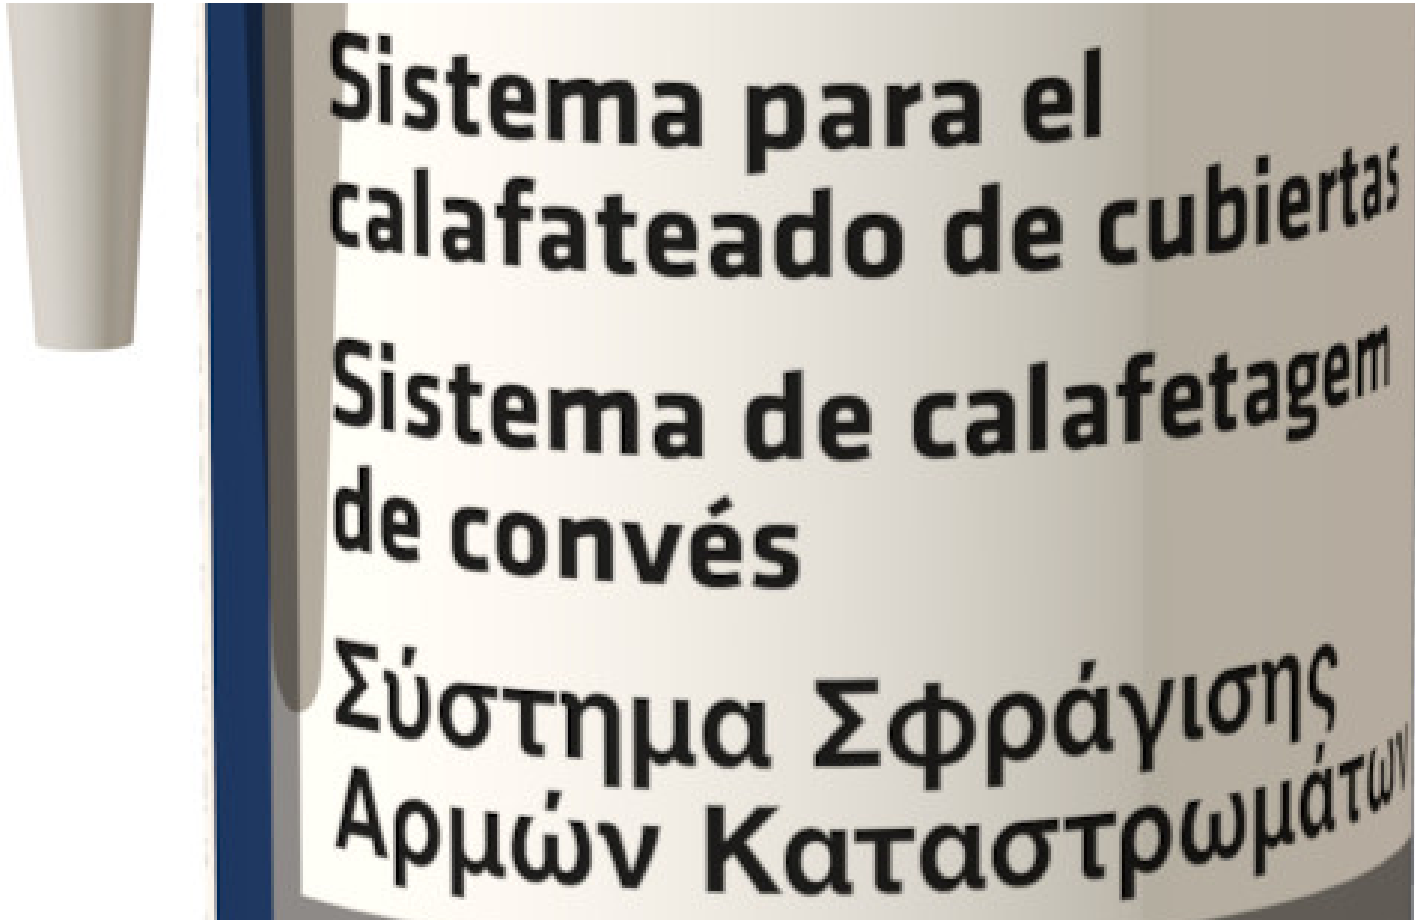 Sistema para el
calafateado de cubiertas
Sistema de calafetagem
de convés
Σύστημα Σφράγισης
Αρμών Καταστρωμάτων